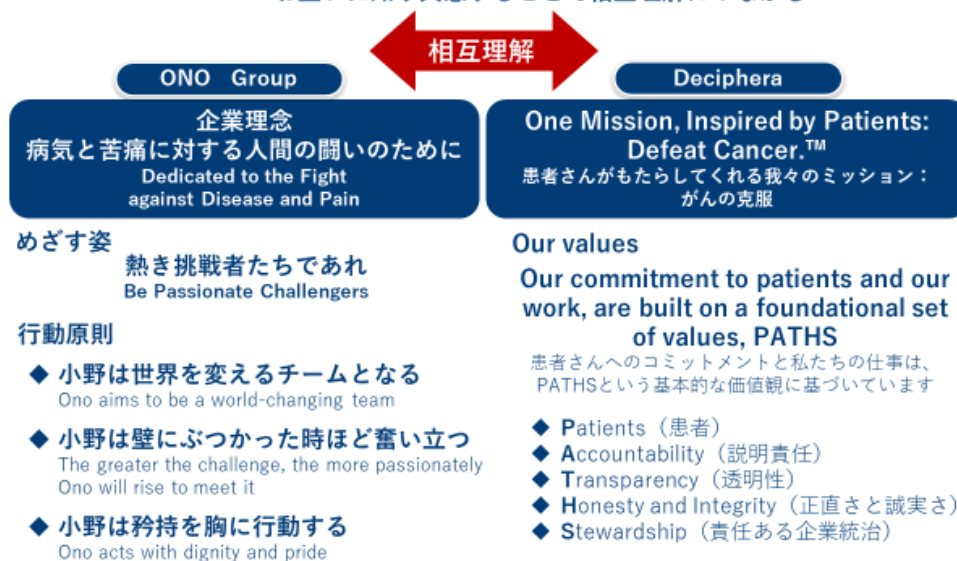 相互理解
ONO Group
企業理念
病気と苦痛に対する人間の闘いのために
Dedicated to the Fight
against Disease and Pain
めざす姿
熱き挑戦者たちであれ
Be Passionate Challengers
行動原則
◆ 小野は世界を変えるチームとなる
Ono aims to be a world-changing team
◆ 小野は壁にぶつかった時ほど奮い立つ
The greater the challenge, the more passionately
Ono will rise to meet it
◆ 小野は矜持を胸に行動する
Ono acts with dignity and pride
Deciphera
One Mission, Inspired by Patients:
Defeat Cancer.™
患者さんがもたらしてくれる我々のミッション：
がんの克服
Our values
Our commitment to patients and our
work, are built on a foundational set
of values, PATHS
患者さんへのコミットメントと私たちの仕事は、
PATHSという基本的な価値観に基づいています
◆ Patients（患者）
◆ Accountability（説明責任）
◆ Transparency（透明性）
◆ Honesty and Integrity（正直さと誠実さ）
◆ Stewardship（責任ある企業統治）